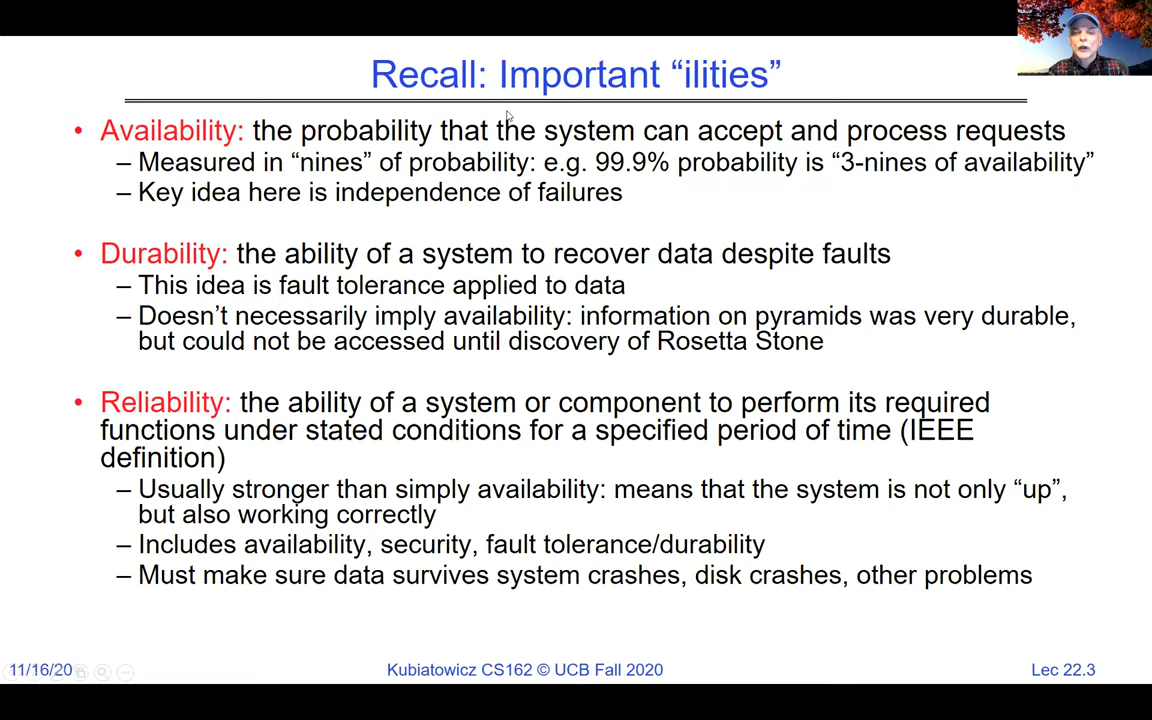 Recall: Important “ilities”
• Availability: the probability that the system can accept and process requests
– Measured in “nines” of probability: e.g. 99.9% probability is “3-nines of availability”
– Key idea here is independence of failures
• Durability: the ability of a system to recover data despite faults
– This idea is fault tolerance applied to data
– Doesn’t necessarily imply availability: information on pyramids was very durable,
but could not be accessed until discovery of Rosetta Stone
• Reliability: the ability of a system or component to perform its required
functions under stated conditions for a specified period of time (IEEE
definition)
– Usually stronger than simply availability: means that the system is not only “up”,
but also working correctly
– Includes availability, security, fault tolerance/durability
– Must make sure data survives system crashes, disk crashes, other problems
11/16/20
Kubiatowicz CS162 © UCB Fall 2020
Lec 22.3